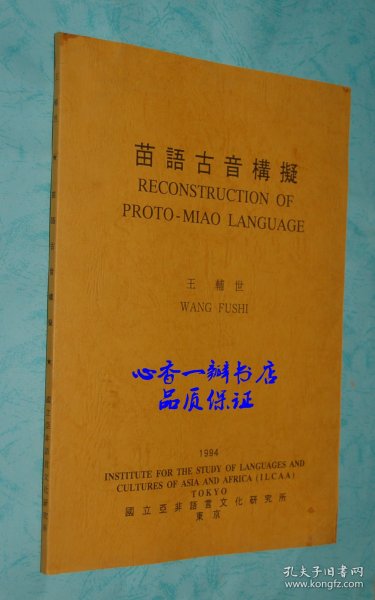 苗語古音構擬
RECONSTRUCTION OF
PROTO-MIAO LANGUAGE
王 輔 世
WANG FUSHI
心香一瓣书店
品质保证
1994
INSTITUTE FOR THE STUDY OF LANGUAGES AND
CULTURES OF ASIA AND AFRICA (ILCAA)
TOKYO
國立亞非語言文化研究所
東京
孔夫子旧书网
www.kongfz.com